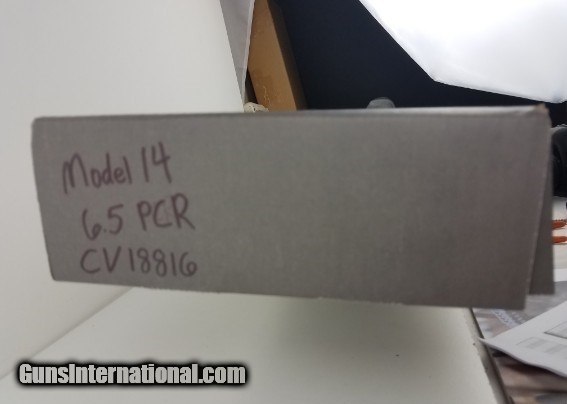 Model 14
6.5 PCR
CV18816
GunsInternational.com